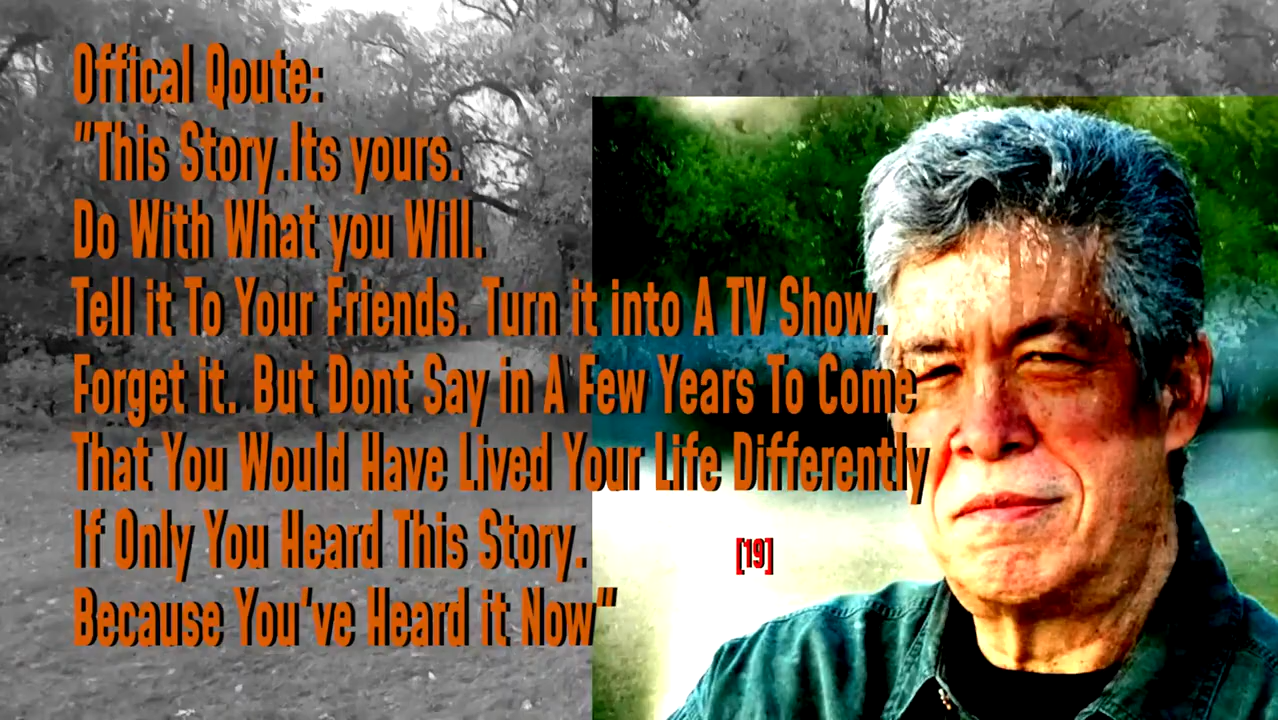 Offical Qoute:
"This Story.Its yours.
Do With What you Will.
Tell it To Your Friends. Turn it into A TV Show.
Forget it. But Dont Say in A Few Years To Come
That You Would Have Lived Your Life Differently
If Only You Heard This Story.
[19]
Because You've Heard it Now"